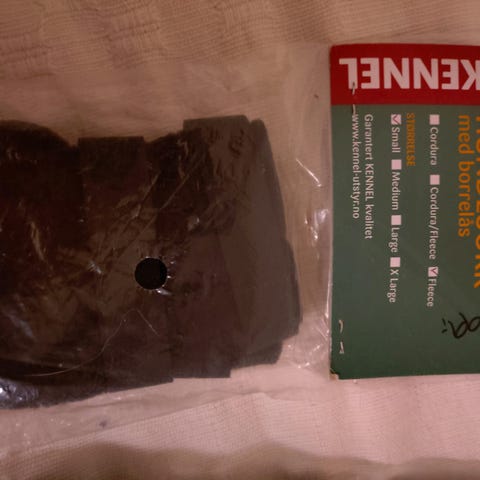 KENNEL
med borrelås
Cordura Cordura/Fleece Fleece
STØRRELSE
Small Medium Large X Large
Garantert KENNEL kvalitet
www.kennel-utstyr.no